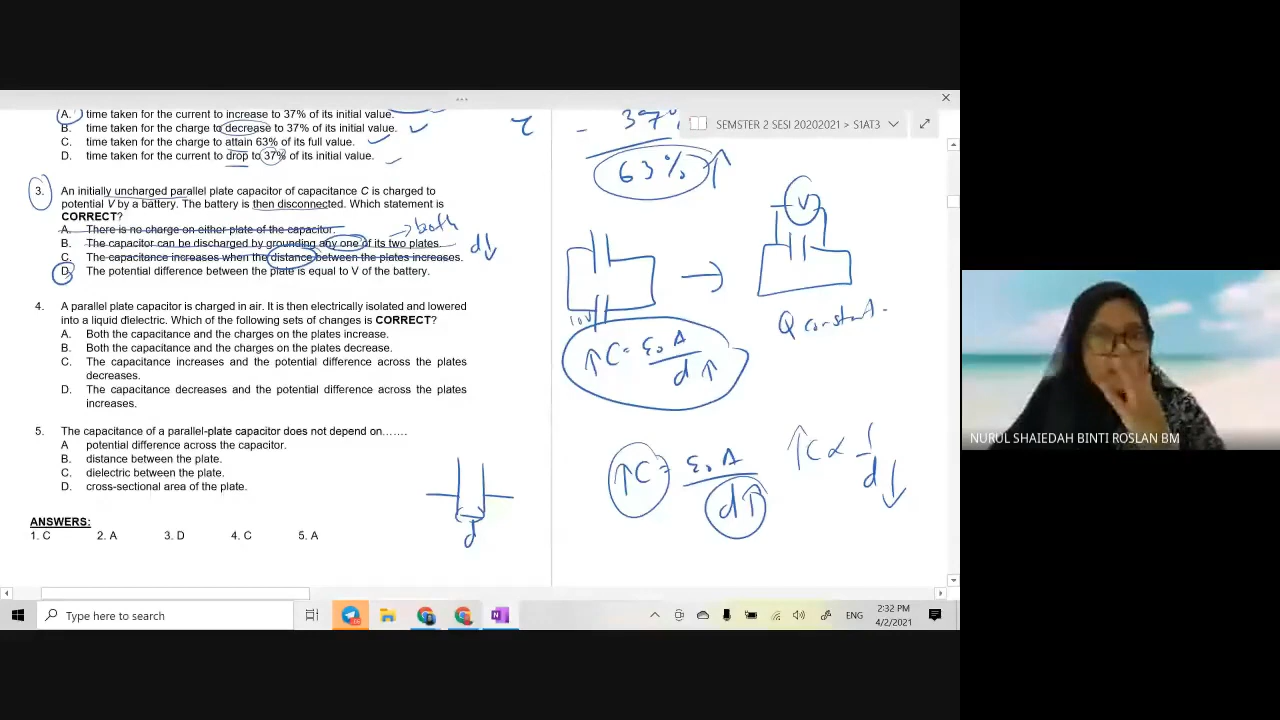 A. time taken for the current to increase to 37% of its initial value.
B. time taken for the charge to decrease to 37% of its initial value.
C. time taken for the charge to attain 63% of its full value.
D. time taken for the current to drop to 37% of its initial value.
τ
- 37%
63% ↑
SEMSTER 2 SESI 20202021 > S1AT3
3. An initially uncharged parallel plate capacitor of capacitance C is charged to
potential V by a battery. The battery is then disconnected. Which statement is
CORRECT?
A. There is no charge on either plate of the capacitor.
B. The capacitor can be discharged by grounding any one of its two plates.
C. The capacitance increases when the distance between the plates increases.
D. The potential difference between the plate is equal to V of the battery.
→ both
d↓
V
10V
Q constant.
↑ C = ε₀ A / d ↑
4. A parallel plate capacitor is charged in air. It is then electrically isolated and lowered
into a liquid dielectric. Which of the following sets of changes is CORRECT?
A. Both the capacitance and the charges on the plates increase.
B. Both the capacitance and the charges on the plates decrease.
C. The capacitance increases and the potential difference across the plates
decreases.
D. The capacitance decreases and the potential difference across the plates
increases.
5. The capacitance of a parallel-plate capacitor does not depend on…….
A potential difference across the capacitor.
B. distance between the plate.
C. dielectric between the plate.
D. cross-sectional area of the plate.
d
↑C = ε₀ A / d↑
↑C ∝ 1 / d ↓
ANSWERS:
1. C 2. A 3. D 4. C 5. A
NURUL SHAIEDAH BINTI ROSLAN BM
Type here to search
ENG
2:32 PM
4/2/2021